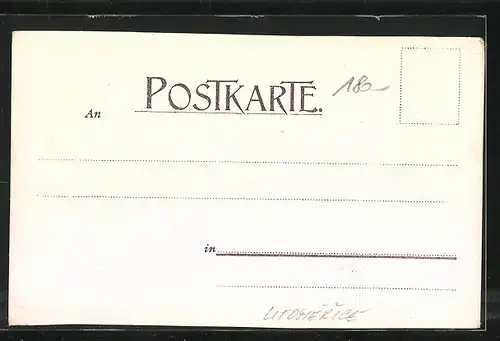 POSTKARTE.
180—
An
in
LITOMĚŘICE